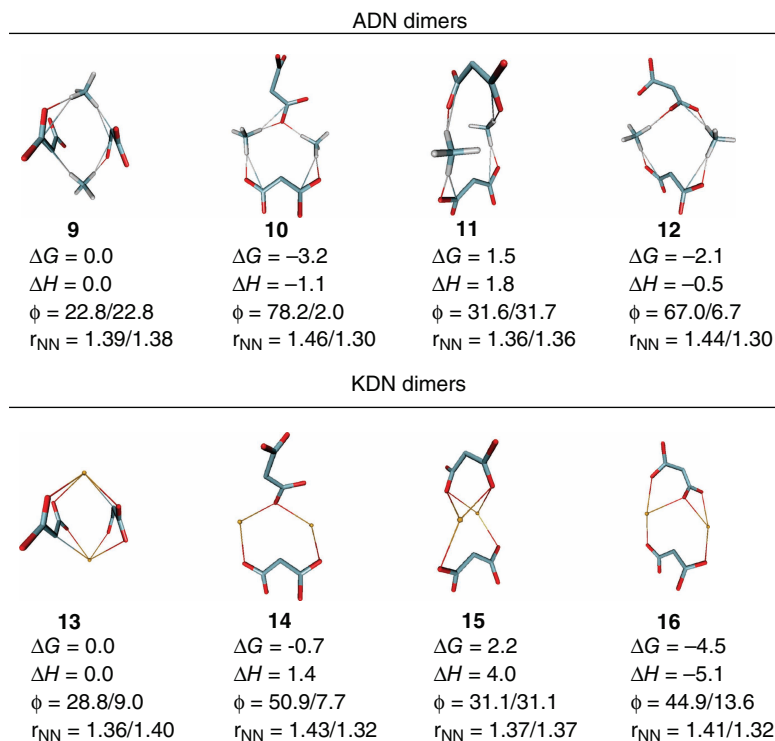 ADN dimers
9 10 11 12
ΔG = 0.0 ΔG = –3.2 ΔG = 1.5 ΔG = –2.1
ΔH = 0.0 ΔH = –1.1 ΔH = 1.8 ΔH = –0.5
ϕ = 22.8/22.8 ϕ = 78.2/2.0 ϕ = 31.6/31.7 ϕ = 67.0/6.7
rNN = 1.39/1.38 rNN = 1.46/1.30 rNN = 1.36/1.36 rNN = 1.44/1.30
KDN dimers
13 14 15 16
ΔG = 0.0 ΔG = -0.7 ΔG = 2.2 ΔG = –4.5
ΔH = 0.0 ΔH = 1.4 ΔH = 4.0 ΔH = –5.1
ϕ = 28.8/9.0 ϕ = 50.9/7.7 ϕ = 31.1/31.1 ϕ = 44.9/13.6
rNN = 1.36/1.40 rNN = 1.43/1.32 rNN = 1.37/1.37 rNN = 1.41/1.32